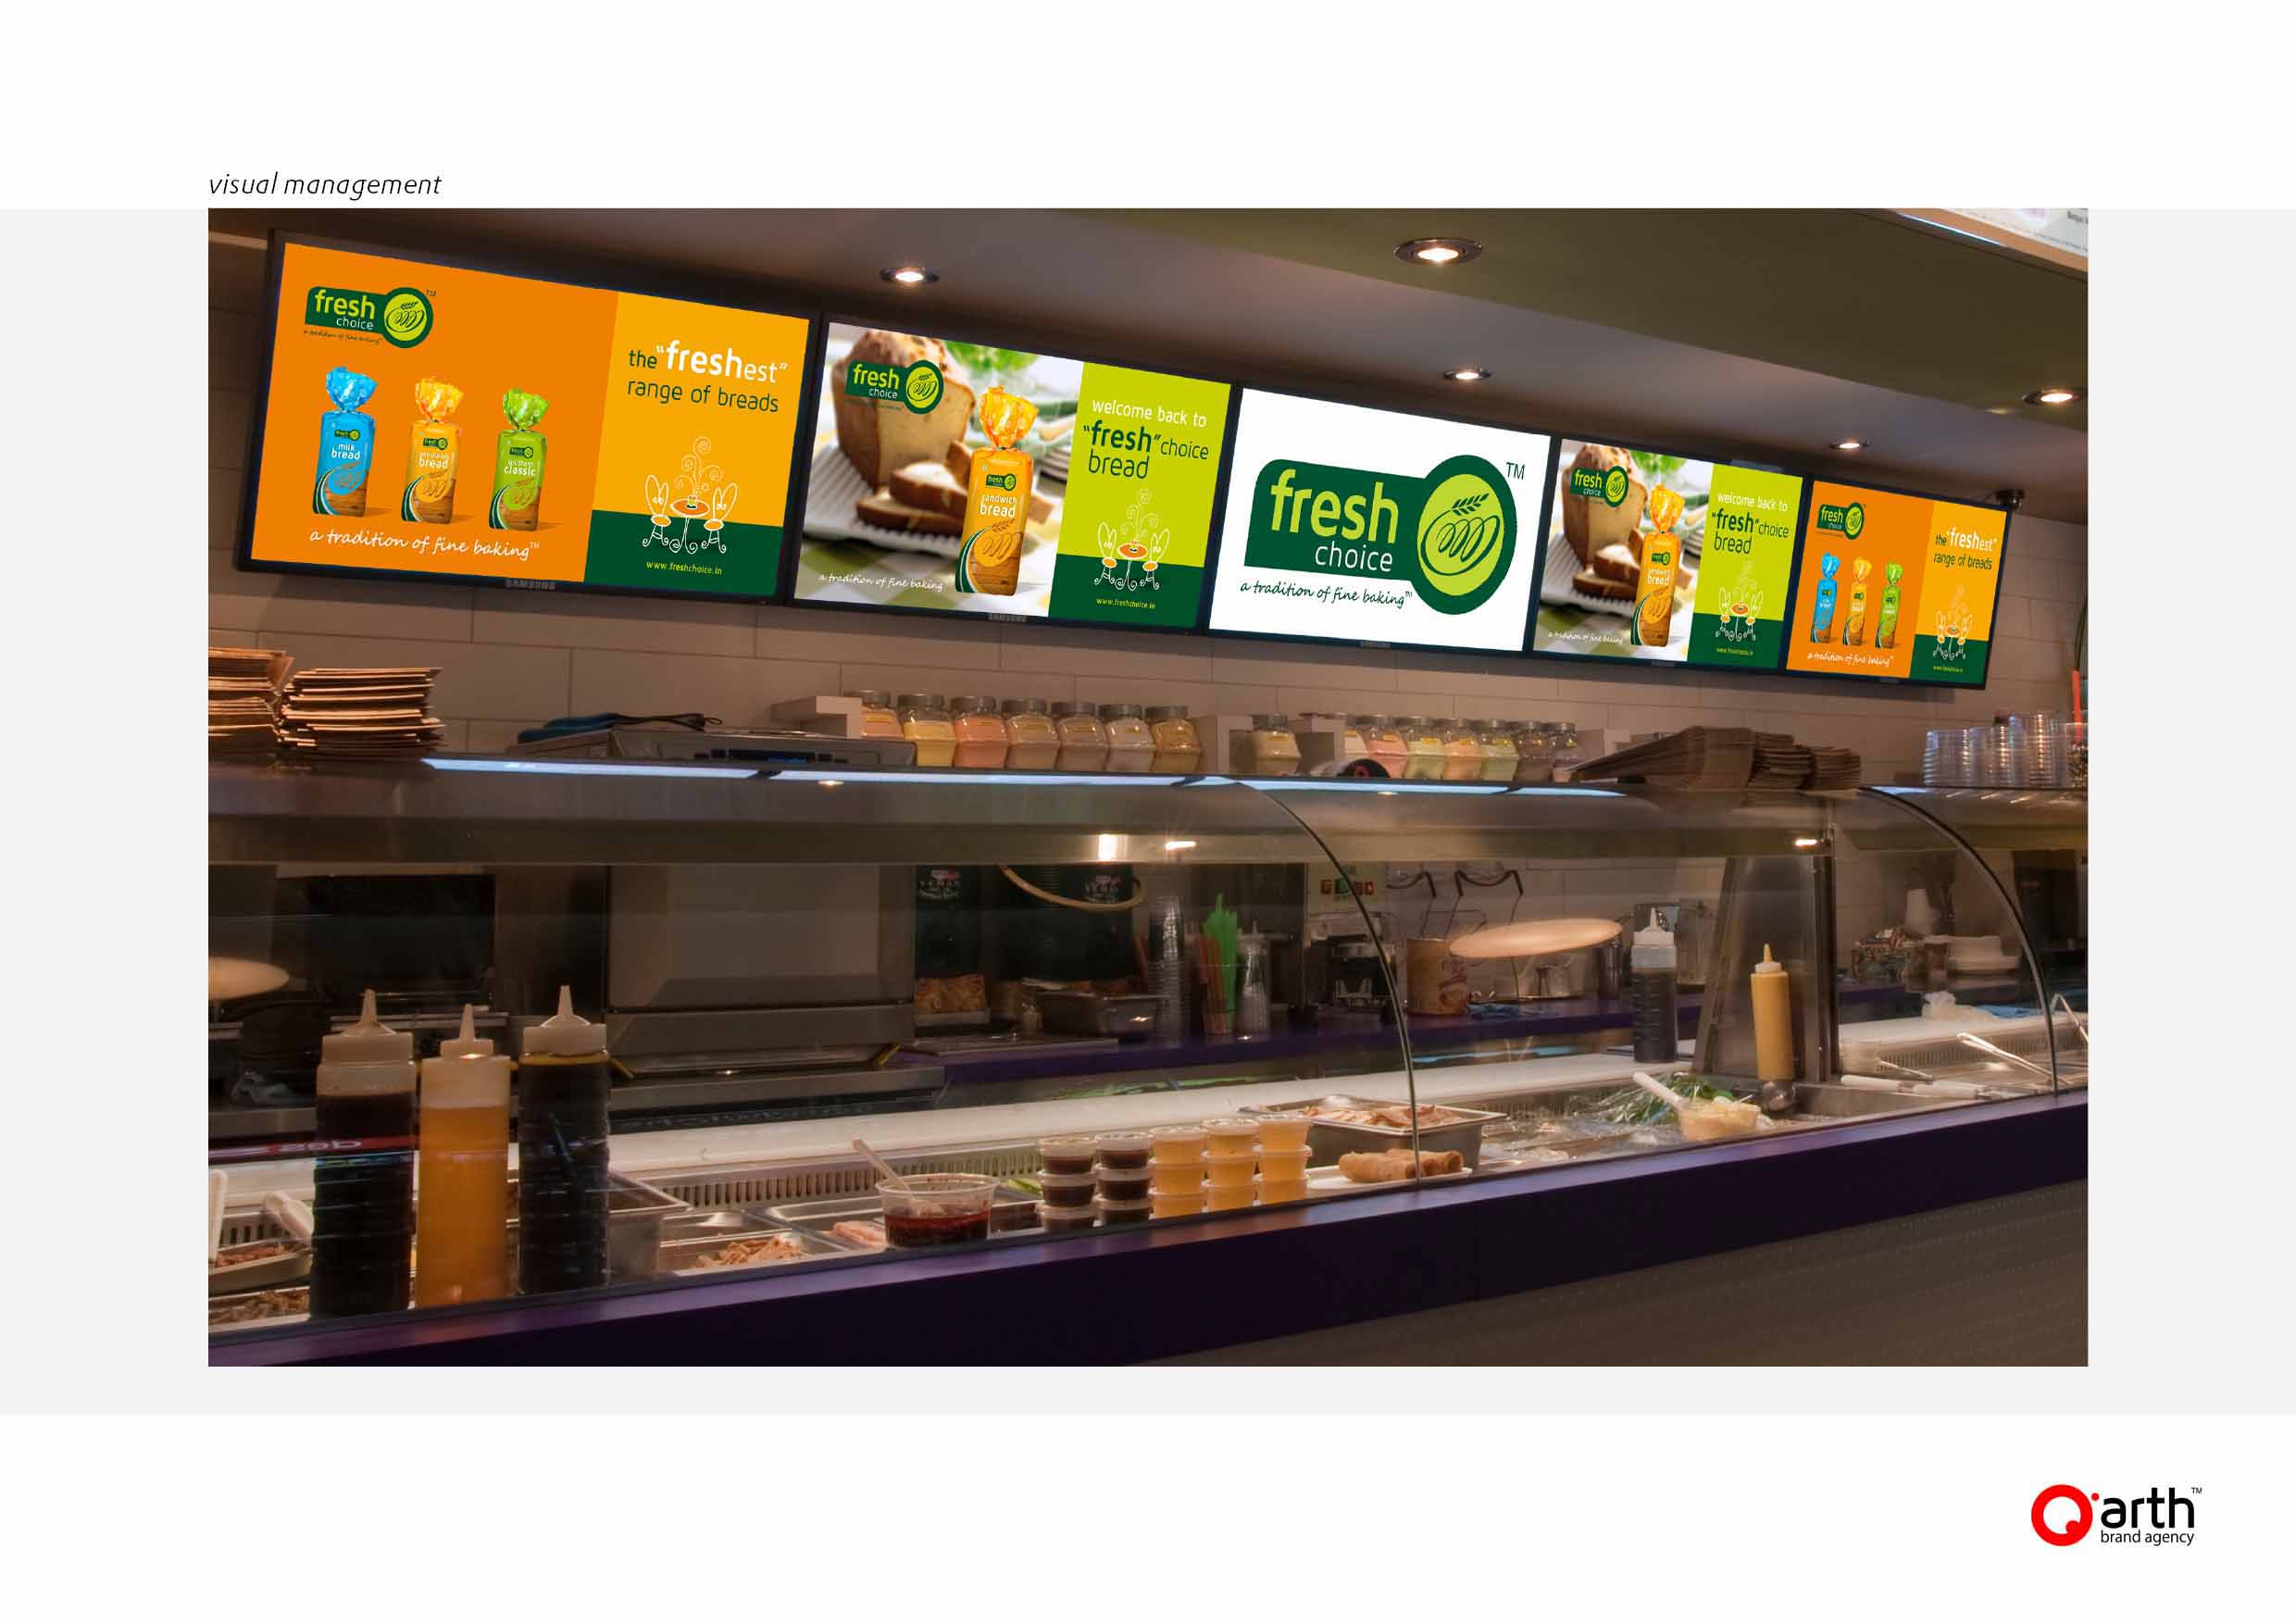 visual management
fresh
choice
TM
a tradition of fine baking™
milk
bread
sandwich
bread
classic
a tradition of fine baking™
the "freshest"
range of breads
www.freshchoice.in
SAMSUNG
fresh
choice
sandwich
bread
a tradition of fine baking
welcome back to
"fresh" choice
bread
www.freshchoice.in
SAMSUNG
fresh
choice
TM
a tradition of fine baking™
fresh
choice
sandwich
bread
a tradition of fine baking
welcome back to
"fresh" choice
bread
www.freshchoice.in
fresh
choice
a tradition of fine baking™
the "freshest"
range of breads
www.freshchoice.in
arth™
brand agency